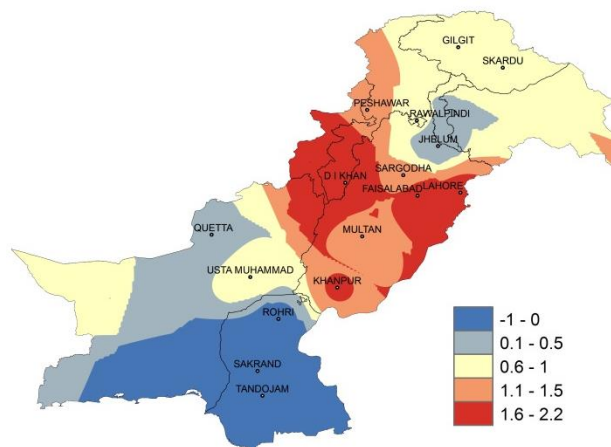 GILGIT
SKARDU
PESHAWAR
RAWALPINDI
JHELUM
SARGODHA
D I KHAN
FAISALABAD
LAHORE
QUETTA
MULTAN
USTA MUHAMMAD
KHANPUR
ROHRI
SAKRAND
TANDOJAM
-1 - 0
0.1 - 0.5
0.6 - 1
1.1 - 1.5
1.6 - 2.2